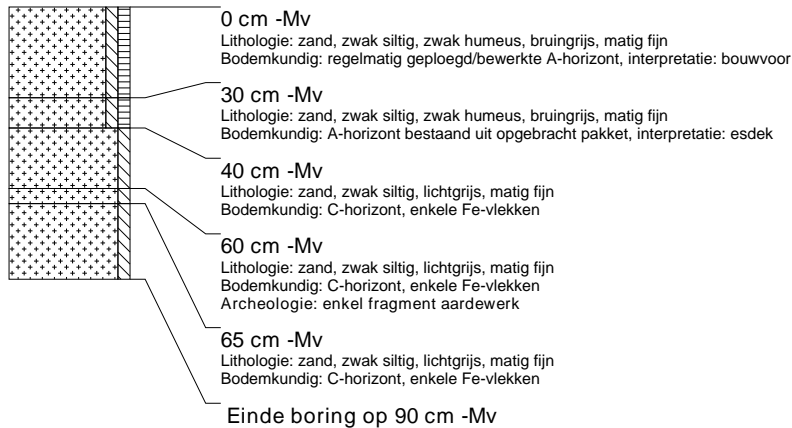 0 cm -Mv
Lithologie: zand, zwak siltig, zwak humeus, bruingrijs, matig fijn
Bodemkundig: regelmatig geploegd/bewerkte A-horizont, interpretatie: bouwvoor
30 cm -Mv
Lithologie: zand, zwak siltig, zwak humeus, bruingrijs, matig fijn
Bodemkundig: A-horizont bestaand uit opgebracht pakket, interpretatie: esdek
40 cm -Mv
Lithologie: zand, zwak siltig, lichtgrijs, matig fijn
Bodemkundig: C-horizont, enkele Fe-vlekken
60 cm -Mv
Lithologie: zand, zwak siltig, lichtgrijs, matig fijn
Bodemkundig: C-horizont, enkele Fe-vlekken
Archeologie: enkel fragment aardewerk
65 cm -Mv
Lithologie: zand, zwak siltig, lichtgrijs, matig fijn
Bodemkundig: C-horizont, enkele Fe-vlekken
Einde boring op 90 cm -Mv